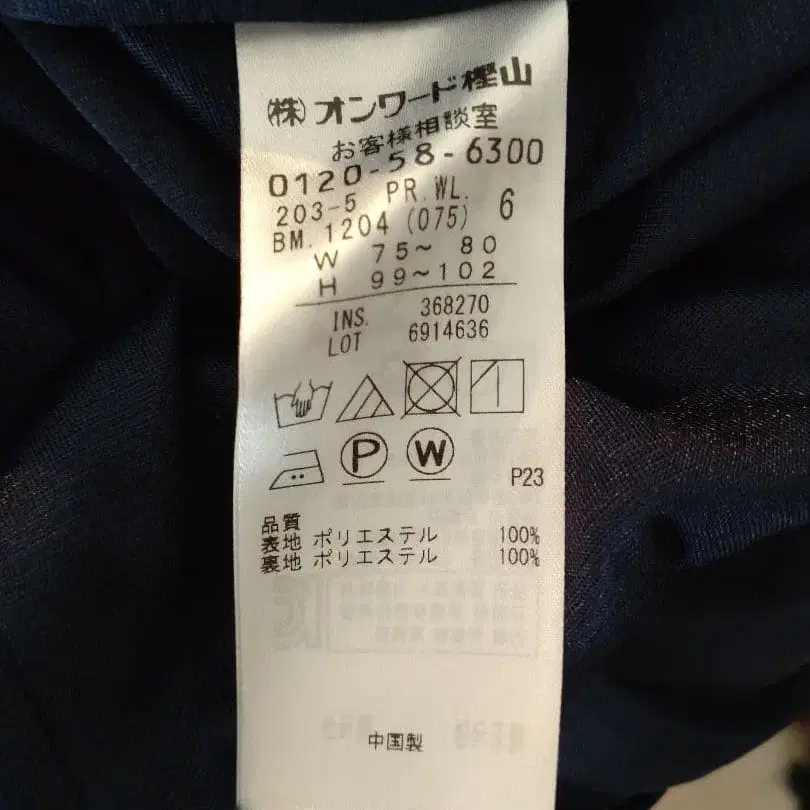 (株)オンワード樫山
お客様相談室
0120-58-6300
203-5 PR.WL. 6
BM.1204(075)
W 75～ 80
H 99～102
INS. 368270
LOT 6914636
P W
P23
品質
表地 ポリエステル 100%
裏地 ポリエステル 100%
中国製